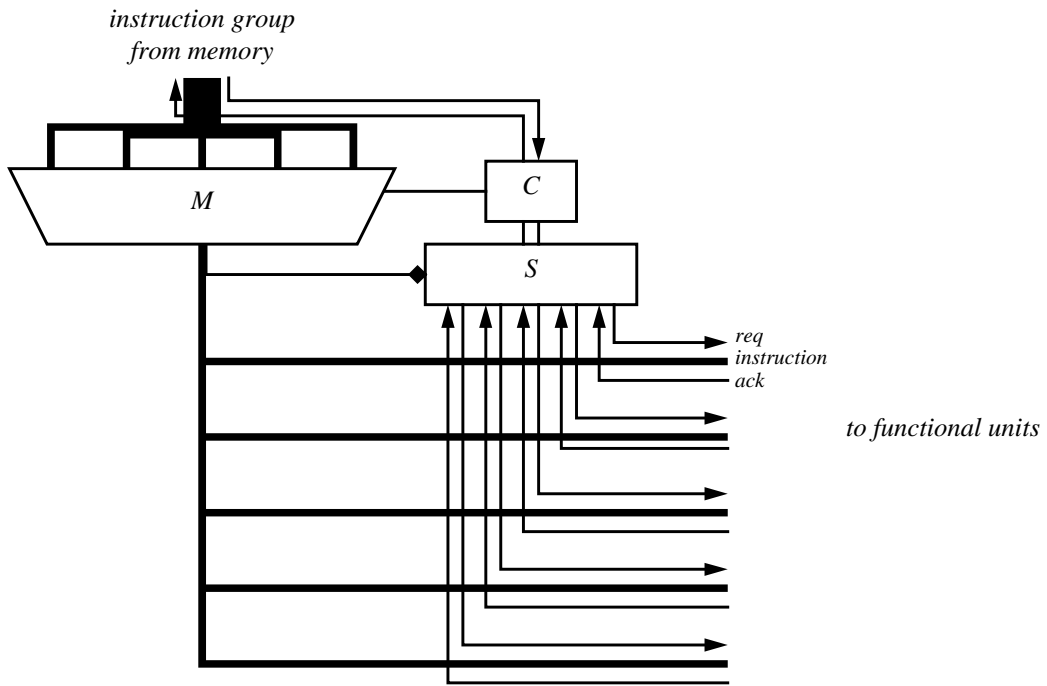 instruction group
from memory
M
C
S
req
instruction
ack
to functional units